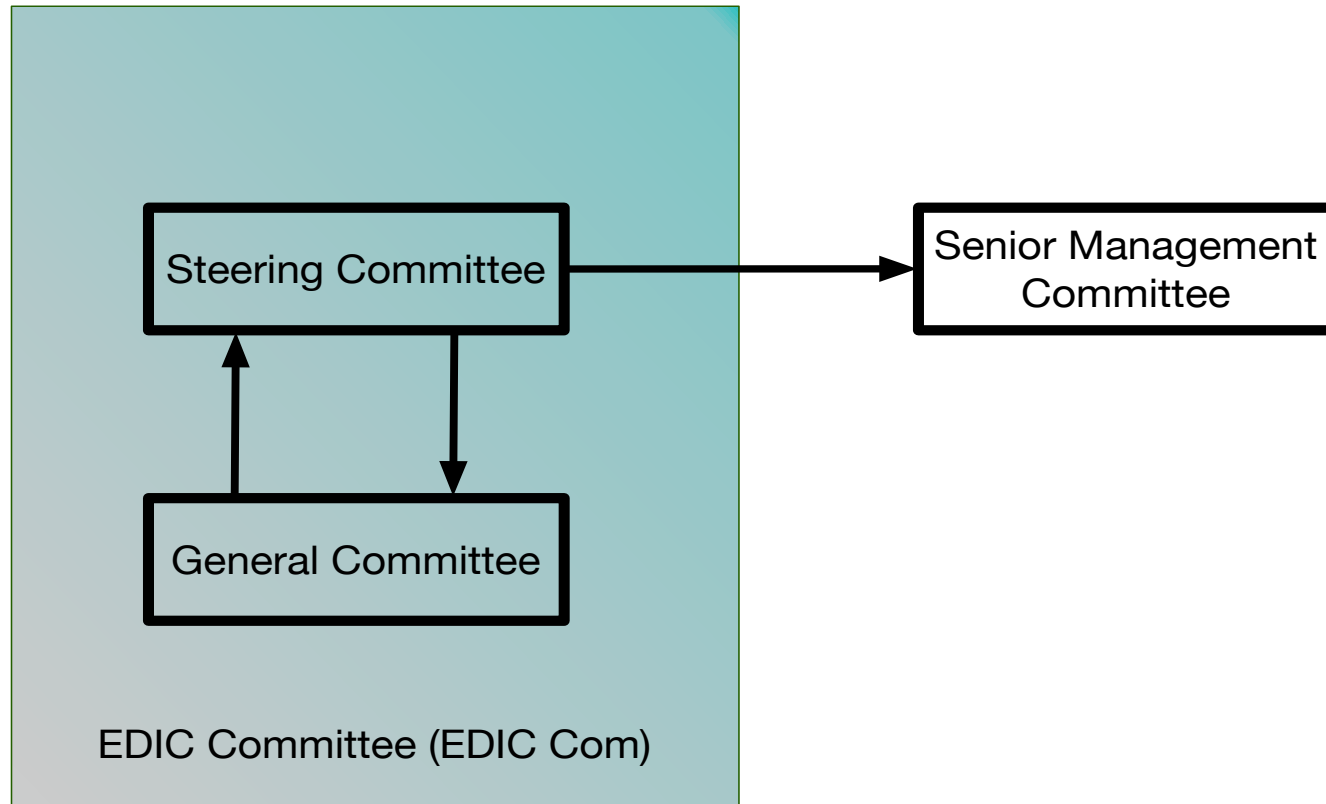 Steering Committee
Senior Management
Committee
General Committee
EDIC Committee (EDIC Com)